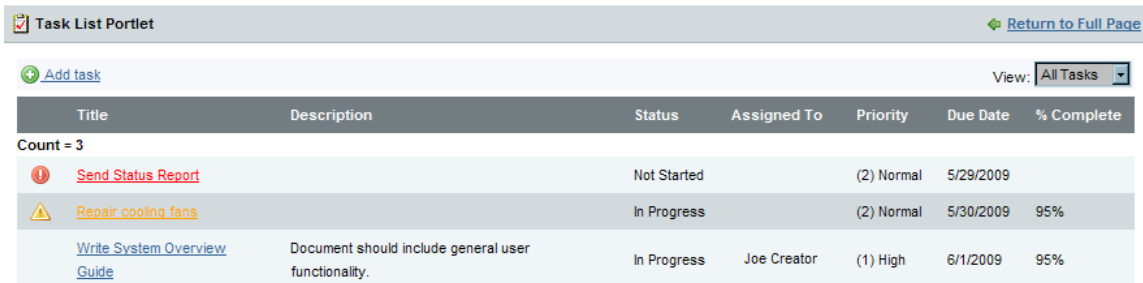 Task List Portlet Return to Full Page
Add task View: All Tasks
Title Description Status Assigned To Priority Due Date % Complete
Count = 3
Send Status Report Not Started (2) Normal 5/29/2009
Repair cooling fans In Progress (2) Normal 5/30/2009 95%
Write System Overview Document should include general user
In Progress Joe Creator (1) High 6/1/2009 95%
Guide functionality.